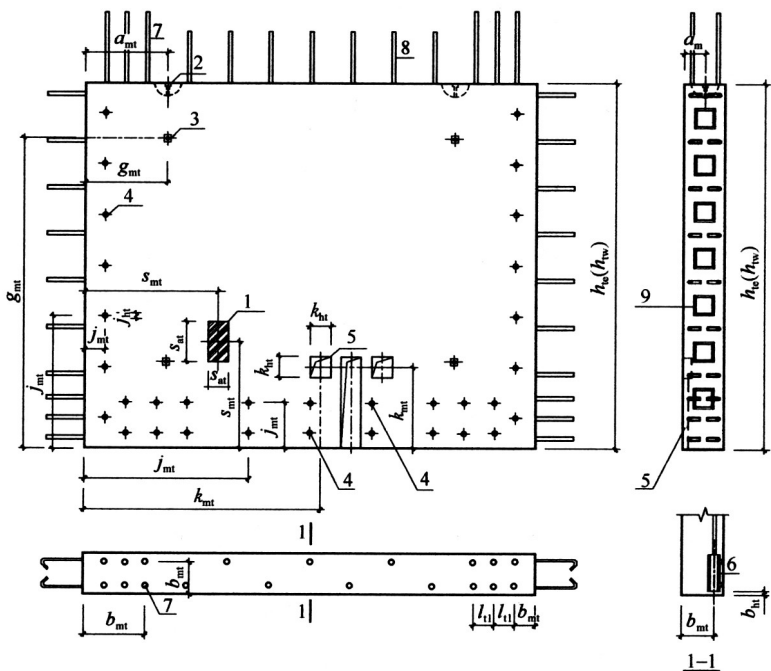 7
8
a_mt
2
3
g_mt
4
g_mt
s_mt
1
k_ht
5
j_ht
j_mt
s_at
s_at
k_ht
j_mt
s_mt
j_mt
k_mt
4
4
j_mt
k_mt
h_te(h_tw)
a_m
9
h_te(h_tw)
5
1
b_mt
7
1
b_mt
l_t1
l_t1
b_mt
6
b_mt
b_ht
1-1